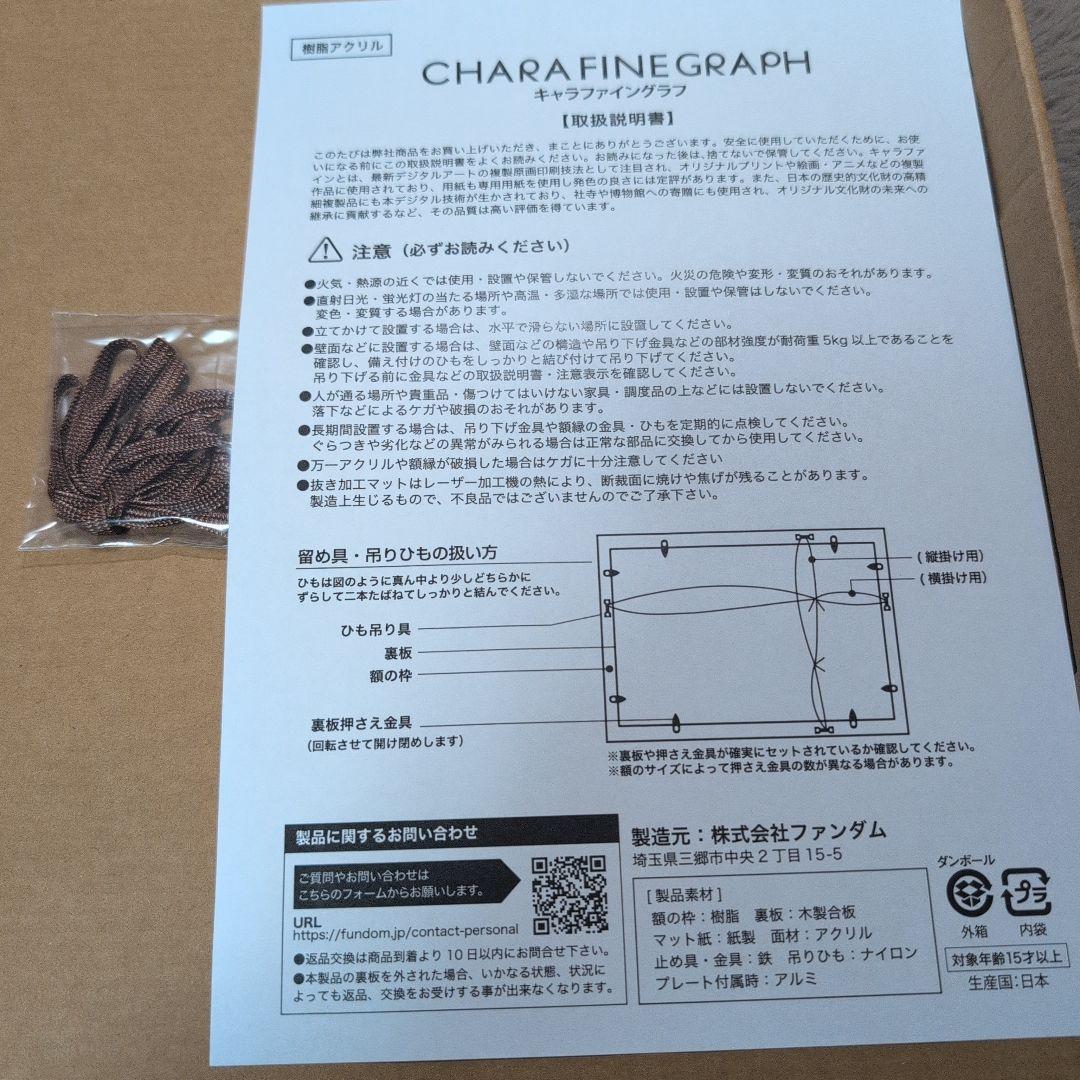 樹脂アクリル
CHARA FINE GRAPH
キャラファイングラフ
【取扱説明書】
このたびは弊社商品をお買い上げいただき、まことにありがとうございます。安全に使用していただくために、お使
いになる前にこの取扱説明書をよくお読みください。お読みになった後は、捨てないで保管してください。キャラファ
インとは、最新デジタルアートの複製原画印刷技法として注目され、オリジナルプリントや絵画・アニメなどの複製
作品に使用されており、用紙も専用用紙を使用し発色の良さには定評があります。また、日本の歴史的文化財の高精
細複製品にも本デジタル技術が生かされており、社寺や博物館への寄贈にも使用され、オリジナル文化財の未来への
継承に貢献するなど、その品質は高い評価を得ています。
注意（必ずお読みください）
●火気・熱源の近くでは使用・設置や保管しないでください。火災の危険や変形・変質のおそれがあります。
●直射日光・蛍光灯の当たる場所や高温・多湿な場所では使用・設置や保管はしないでください。
変色・変質する場合があります。
●立てかけて設置する場合は、水平で滑らない場所に設置してください。
●壁面などに設置する場合は、壁面などの構造や吊り下げ金具などの部材強度が耐荷重5kg以上であることを
確認し、備え付けのひもをしっかりと結び付けて吊り下げてください。
吊り下げる前に金具などの取扱説明書・注意表示を確認してください。
●人が通る場所や貴重品・傷つけてはいけない家具・調度品の上などには設置しないでください。
落下などによるケガや破損のおそれがあります。
●長期間設置する場合は、吊り下げ金具や額縁の金具・ひもを定期的に点検してください。
ぐらつきや劣化などの異常がみられる場合は正常な部品に交換してから使用してください。
●万一アクリルや額縁が破損した場合はケガに十分注意してください
●抜き加工マットはレーザー加工機の熱により、断裁面に焼けや焦げが残ることがあります。
製造上生じるもので、不良品ではございませんのでご了承下さい。
留め具・吊りひもの扱い方
ひもは図のように真ん中より少しどちらかに
ずらして二本たばねてしっかりと結んでください。
（縦掛け用）
（横掛け用）
ひも吊り具
裏板
額の枠
裏板押さえ金具
（回転させて開け閉めします）
※裏板や押さえ金具が確実にセットされているか確認してください。
※額のサイズによって押さえ金具の数が異なる場合があります。
製品に関するお問い合わせ
ご質問やお問い合わせは
こちらのフォームからお願いします。
URL
https://fundom.jp/contact-personal
●返品交換は商品到着より10日以内にお問合せ下さい。
●本製品の裏板を外された場合、いかなる状態、状況に
よっても返品、交換をお受けする事が出来なくなります。
製造元：株式会社ファンダム
埼玉県三郷市中央2丁目15-5
[製品素材]
額の枠：樹脂 裏板：木製合板
マット紙：紙製 面材：アクリル
止め具・金具：鉄 吊りひも：ナイロン
プレート付属時：アルミ
ダンボール
プラ
外箱 内袋
対象年齢15才以上
生産国：日本